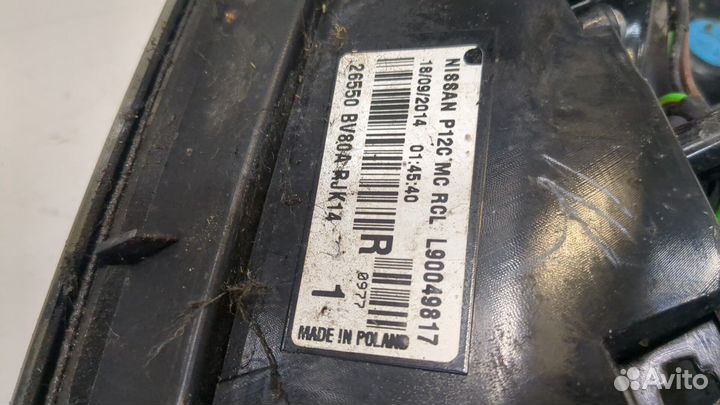 NISSAN P12C MC RCL L90049817
18/09/2014 01:45:40
26550 BV80A RJK14
R
0977
1
MADE IN POLAND
Avito